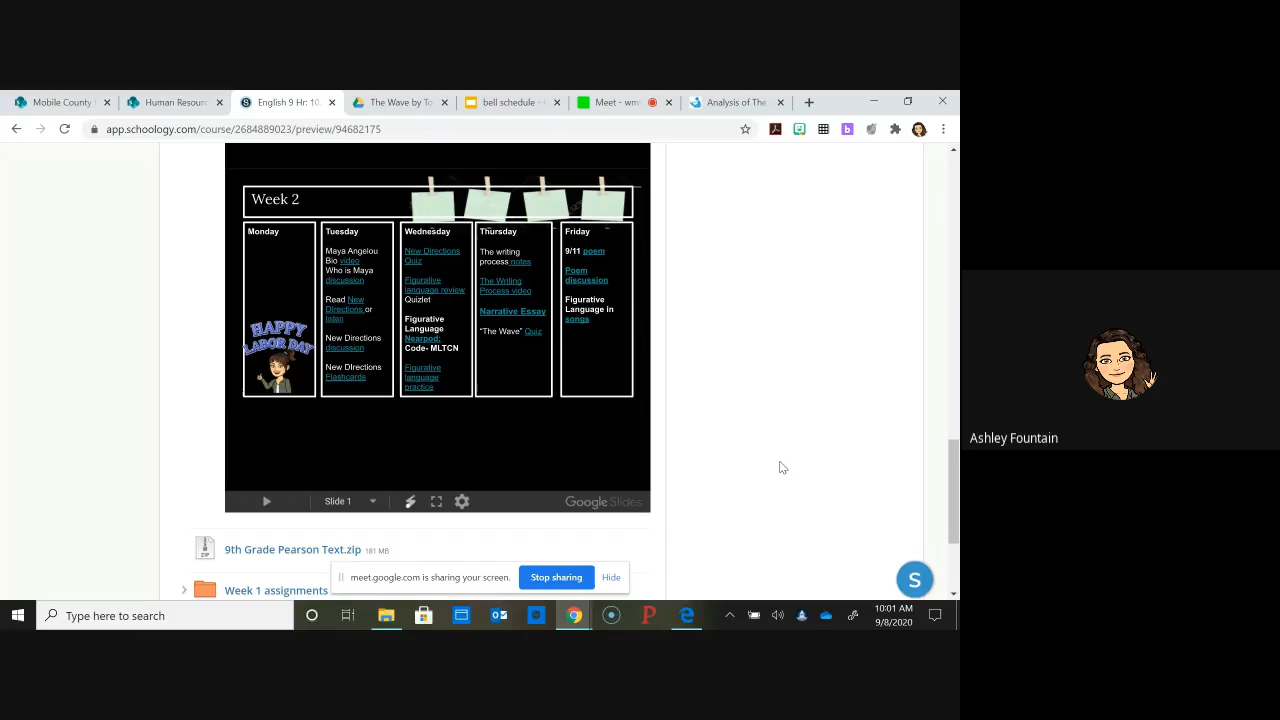 Mobile County
Human Resourc
English 9 Hr: 10.
The Wave by To
bell schedule -
Meet - wm
Analysis of The
app.schoology.com/course/2684889023/preview/94682175
Week 2
Monday
HAPPY
LABOR DAY
Tuesday
Maya Angelou
Bio video
Who is Maya
discussion
Read New
Directions or
listen
New Directions
discussion
New DIrections
Flashcards
Wednesday
New Directions
Quiz
Figurative
language review
Quizlet
Figurative
Language
Nearpod:
Code- MLTCN
Figurative
language
practice
Thursday
The writing
process notes
The Writing
Process video
Narrative Essay
“The Wave” Quiz
Friday
9/11 poem
Poem
discussion
Figurative
Language in
songs
Slide 1
Google Slides
ZIP
9th Grade Pearson Text.zip 181 MB
meet.google.com is sharing your screen.
Stop sharing
Hide
Week 1 assignments
S
Ashley Fountain
Type here to search
10:01 AM
9/8/2020